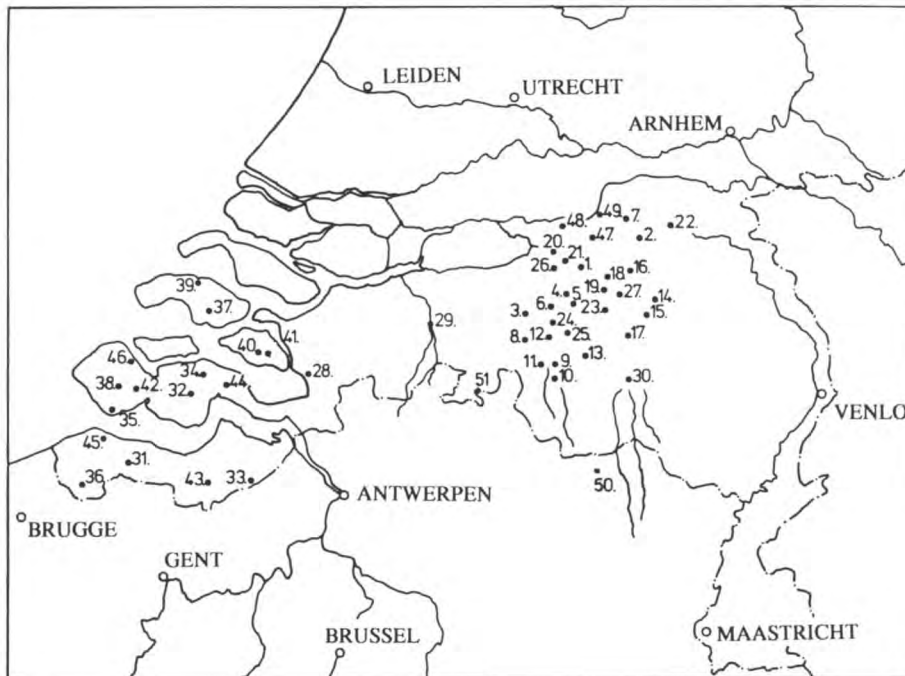 LEIDEN
UTRECHT
ARNHEM
49. 7.
48. 22.
47. 2.
20. 21.
26. 1. 16.
18.
39. 4. 19. 27. 14.
37. 6. 5. 23. 15.
3.
29. 24.
8. 12. 25. 17.
41.
40.
46. 13.
34. 28. 11. 9.
38. 42. 32. 44. 51 10. 30.
35. VENLO
45.
31.
36. 43. 33. 50.
ANTWERPEN
BRUGGE
GENT
BRUSSEL
MAASTRICHT